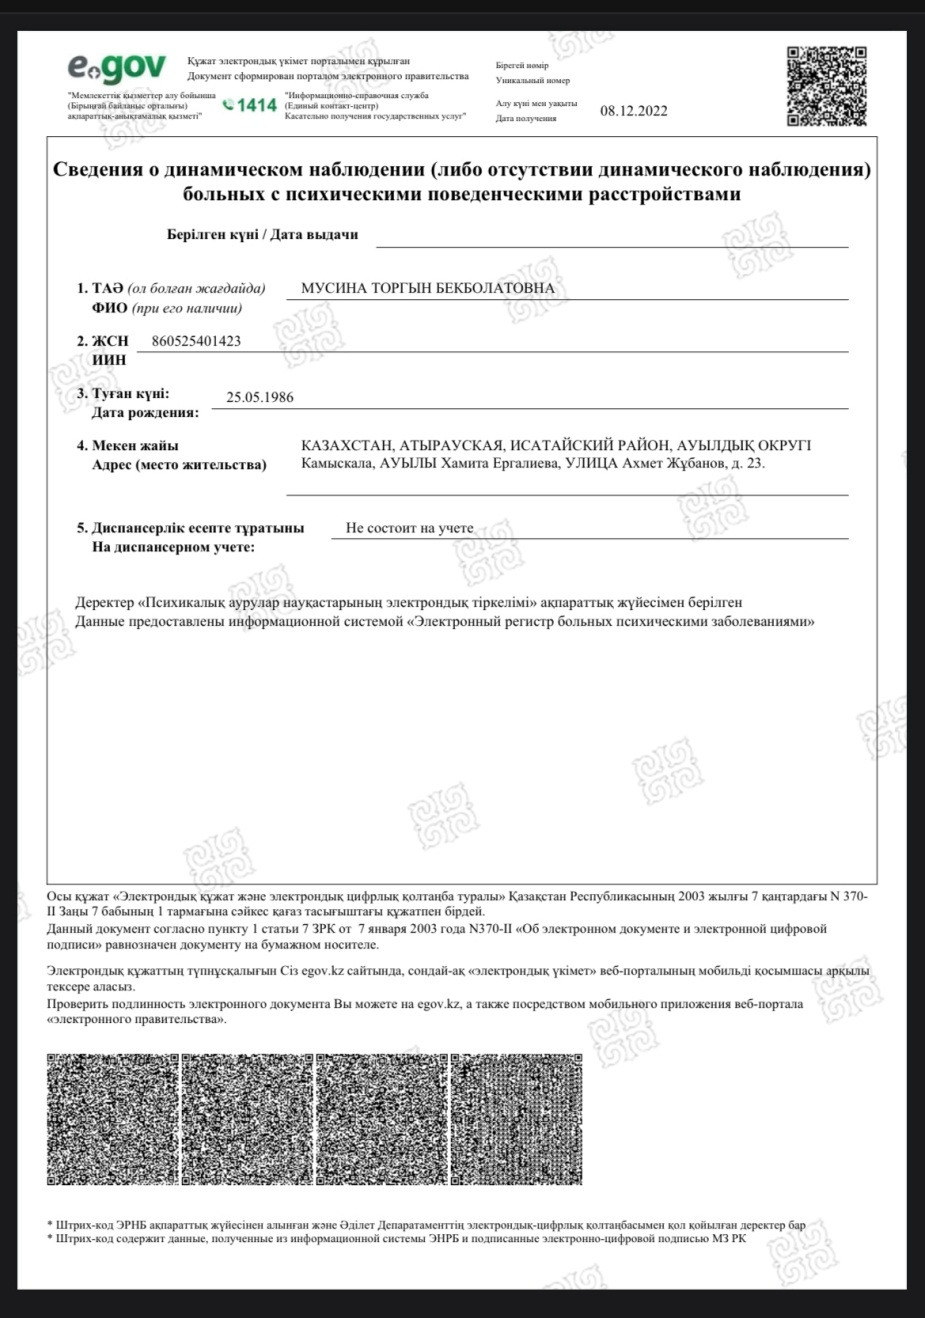 e.gov
Құжат электрондық үкімет порталымен құрылған
Документ сформирован порталом электронного правительства
"Мемлекеттік қызметтер алу бойынша
(Бірыңғай байланыс орталығы)
ақпараттық-анықтамалық қызметі"
1414
"Информационно-справочная служба
(Единый контакт-центр)
Касательно получения государственных услуг"
Бірегей нөмір
Уникальный номер
Алу күні мен уақыты
Дата получения
08.12.2022
Сведения о динамическом наблюдении (либо отсутствии динамического наблюдения)
больных с психическими поведенческими расстройствами
Берілген күні / Дата выдачи
1. ТАӘ (ол болған жағдайда) МУСИНА ТОРГЫН БЕКБОЛАТОВНА
ФИО (при его наличии)
2. ЖСН 860525401423
ИИН
3. Туған күні: 25.05.1986
Дата рождения:
4. Мекен жайы КАЗАХСТАН, АТЫРАУСКАЯ, ИСАТАЙСКИЙ РАЙОН, АУЫЛДЫҚ ОКРУГІ
Адрес (место жительства) Камыскала, АУЫЛЫ Хамита Ергалиева, УЛИЦА Ахмет Жұбанов, д. 23.
5. Диспансерлік есепте тұратыны Не состоит на учете
На диспансерном учете:
Деректер «Психикалық аурулар науқастарының электрондық тіркелімі» ақпараттық жүйесімен берілген
Данные предоставлены информационной системой «Электронный регистр больных психическими заболеваниями»
Осы құжат «Электрондық құжат және электрондық цифрлық қолтаңба туралы» Қазақстан Республикасының 2003 жылғы 7 қаңтардағы N 370-
II Заңы 7 бабының 1 тармағына сәйкес қағаз тасығыштағы құжатпен бірдей.
Данный документ согласно пункту 1 статьи 7 ЗРК от 7 января 2003 года N370-II «Об электронном документе и электронной цифровой
подписи» равнозначен документу на бумажном носителе.
Электрондық құжаттың түпнұсқалығын Сіз egov.kz сайтында, сондай-ақ «электрондық үкімет» веб-порталының мобильді қосымшасы арқылы
тексере аласыз.
Проверить подлинность электронного документа Вы можете на egov.kz, а также посредством мобильного приложения веб-портала
«электронного правительства».
* Штрих-код ЭРНБ ақпараттық жүйесінен алынған және Әділет Департаменттің электрондық-цифрлық қолтаңбасымен қол қойылған деректер бар
* Штрих-код содержит данные, полученные из информационной системы ЭНРБ и подписанные электронно-цифровой подписью МЗ РК